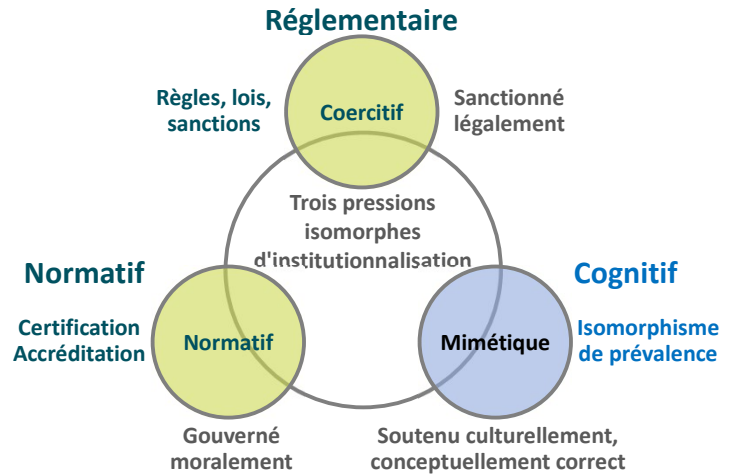 Réglementaire
Règles, lois,
sanctions
Coercitif
Sanctionné
légalement
Trois pressions
isomorphes
d'institutionnalisation
Normatif
Certification
Accréditation
Normatif
Gouverné
moralement
Cognitif
Mimétique
Isomorphisme
de prévalence
Soutenu culturellement,
conceptuellement correct